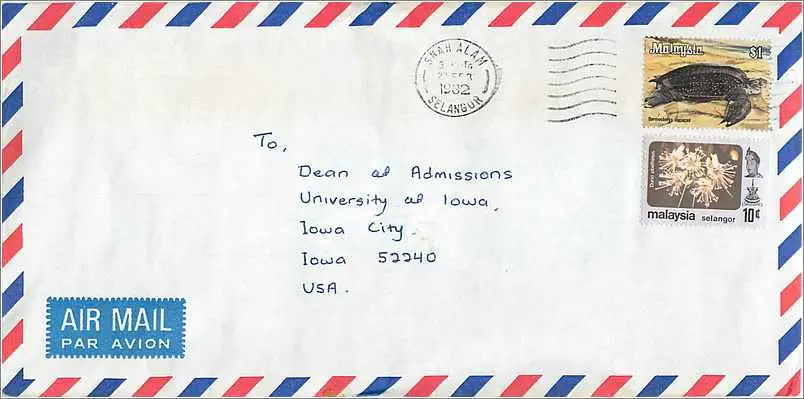 SHAH ALAM
1982
SELANGOR
Malaysia $1
malaysia selangor 10¢
To,
Dean of Admissions
University of Iowa,
Iowa City.
Iowa 52240
USA.
AIR MAIL
PAR AVION